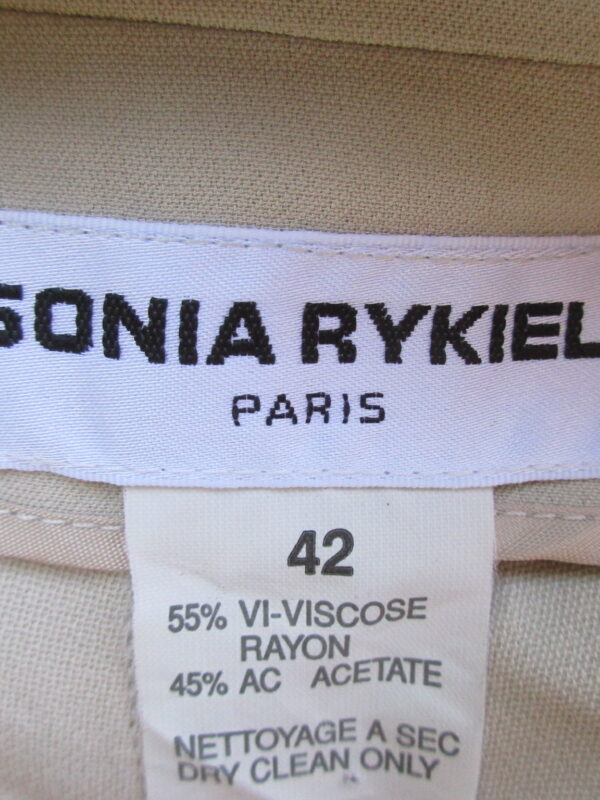 SONIA RYKIEL
PARIS
42
55% VI-VISCOSE
RAYON
45% AC ACETATE
NETTOYAGE A SEC
DRY CLEAN ONLY